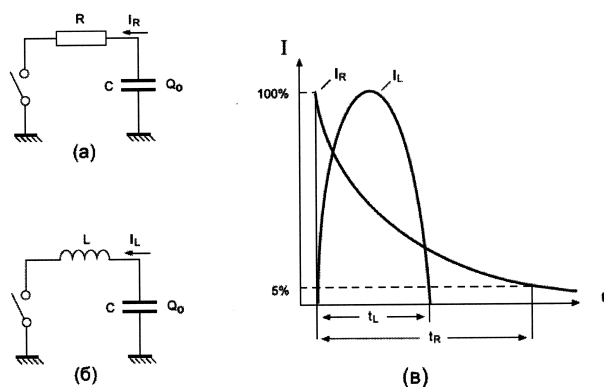 R
I_R
C
Q₀
(а)
L
I_L
C
Q₀
(б)
I
I_R
I_L
100%
5%
t_L
t_R
(в)